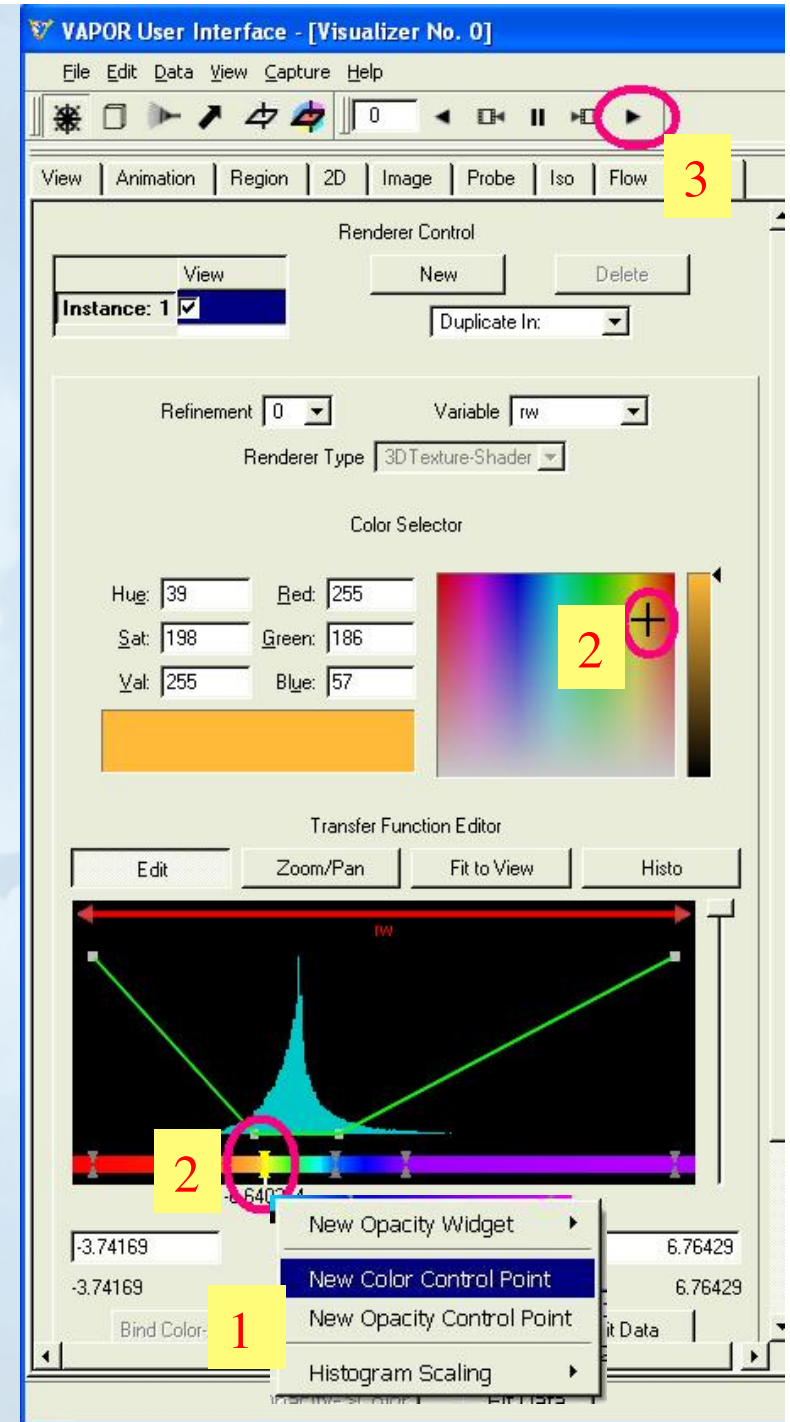 VAPOR User Interface - [Visualizer No. 0]
File Edit Data View Capture Help
0
3
View Animation Region 2D Image Probe Iso Flow
Renderer Control
View
New Delete
Instance: 1
Duplicate In:
Refinement 0 Variable rw
Renderer Type 3DTexture-Shader
Color Selector
Hue: 39 Red: 255
Sat: 198 Green: 186
Val: 255 Blue: 57
2
Transfer Function Editor
Edit Zoom/Pan Fit to View Histo
rw
2
New Opacity Widget
-3.74169 6.76429
New Color Control Point
-3.74169 6.76429
1
New Opacity Control Point
Bind Color- it Data
Histogram Scaling